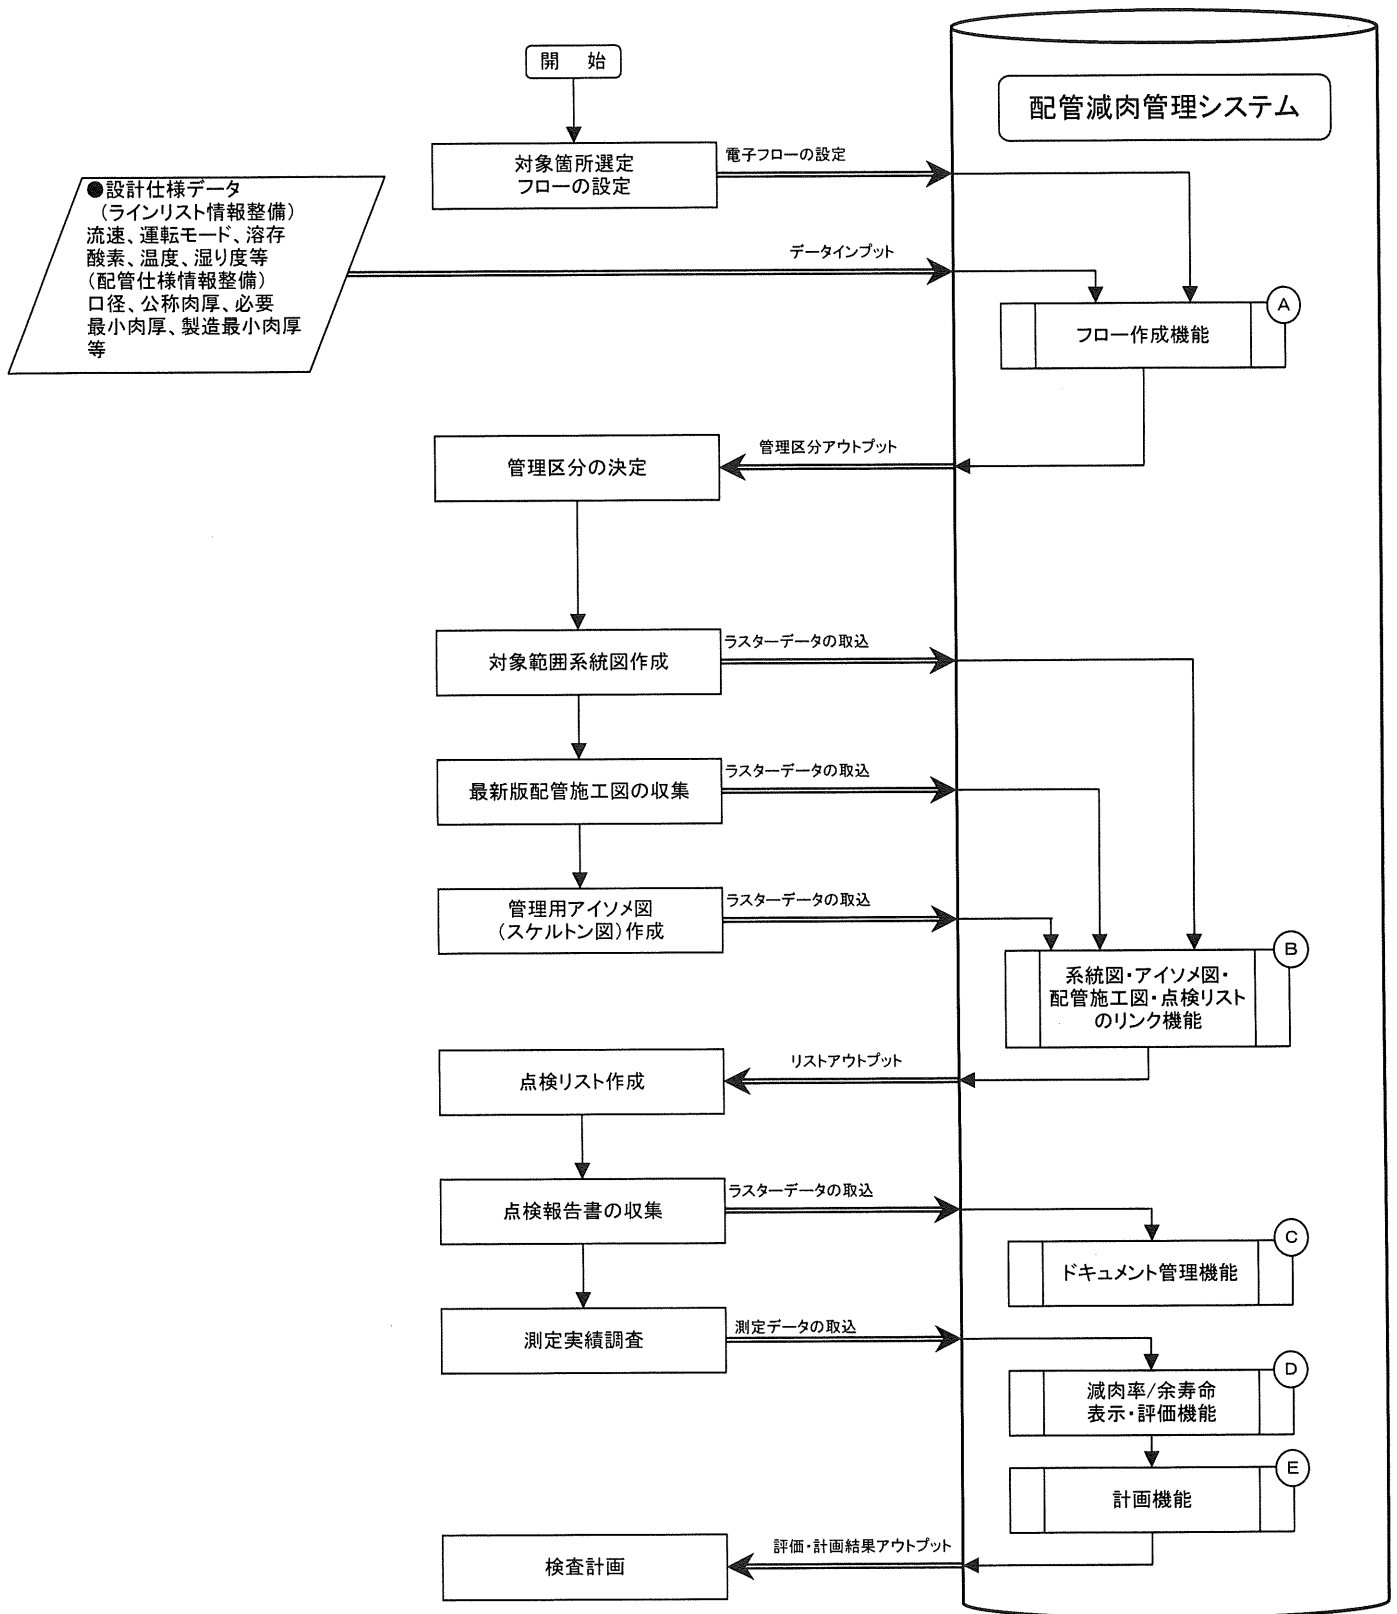 開　始
配管減肉管理システム
対象箇所選定
フローの設定
電子フローの設定
●設計仕様データ
（ラインリスト情報整備）
流速、運転モード、溶存
酸素、温度、湿り度等
（配管仕様情報整備）
口径、公称肉厚、必要
最小肉厚、製造最小肉厚
等
データインプット
A
フロー作成機能
管理区分の決定
管理区分アウトプット
対象範囲系統図作成
ラスターデータの取込
最新版配管施工図の収集
ラスターデータの取込
管理用アイソメ図
（スケルトン図）作成
ラスターデータの取込
B
系統図・アイソメ図・
配管施工図・点検リスト
のリンク機能
点検リスト作成
リストアウトプット
点検報告書の収集
ラスターデータの取込
C
ドキュメント管理機能
測定実績調査
測定データの取込
D
減肉率/余寿命
表示・評価機能
E
計画機能
検査計画
評価・計画結果アウトプット